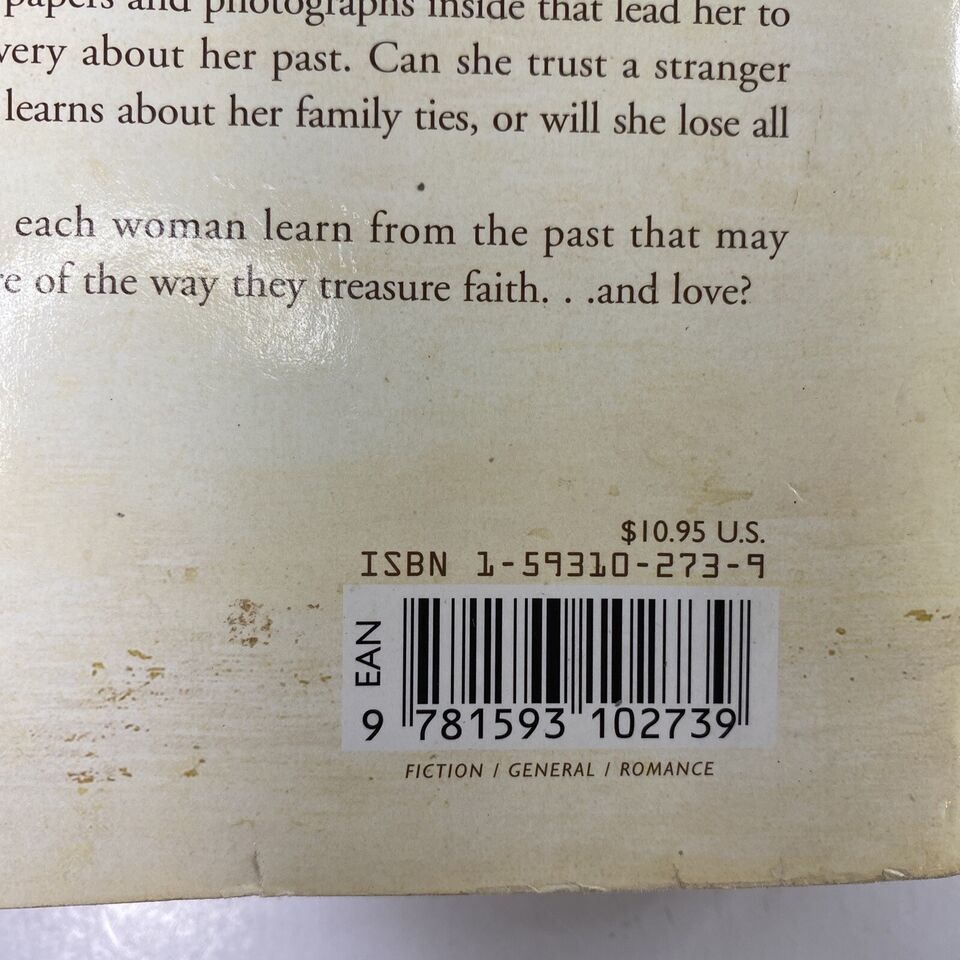 papers and photographs inside that lead her to
very about her past. Can she trust a stranger
learns about her family ties, or will she lose all
each woman learn from the past that may
e of the way they treasure faith. . .and love?
$10.95 U.S.
ISBN 1-59310-273-9
EAN
9 781593 102739
FICTION / GENERAL / ROMANCE